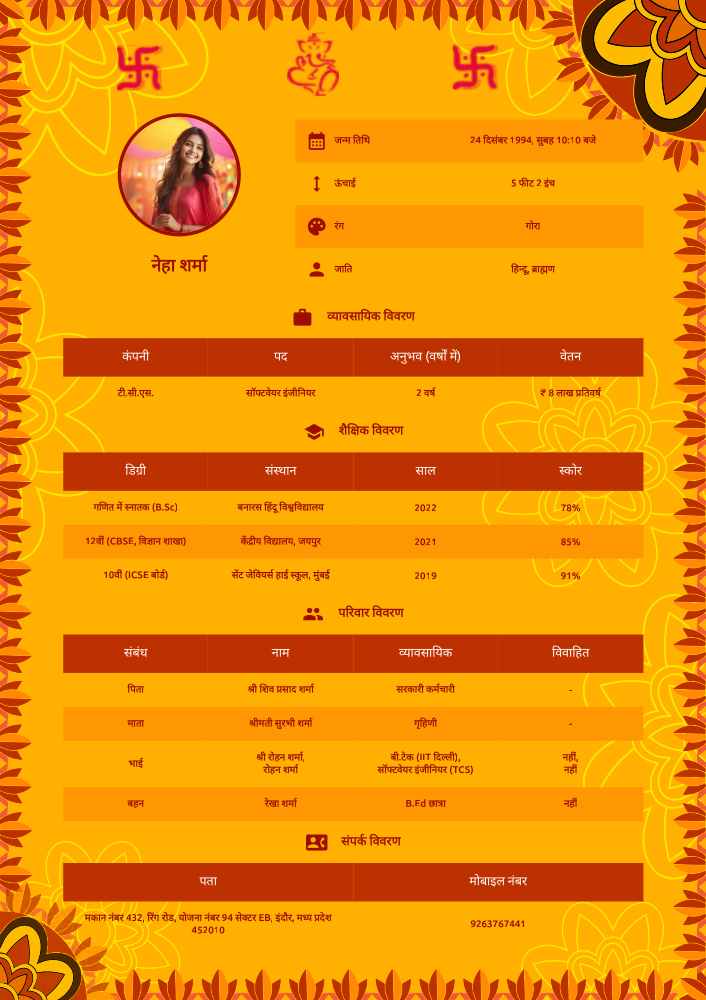 जन्म तिथि 24 दिसंबर 1994, सुबह 10:10 बजे
ऊंचाई 5 फीट 2 इंच
रंग गोरा
जाति हिन्दू, ब्राह्मण
नेहा शर्मा
व्यावसायिक विवरण
कंपनी पद अनुभव (वर्षों में) वेतन
टी.सी.एस. सॉफ्टवेयर इंजीनियर 2 वर्ष ₹ 8 लाख प्रतिवर्ष
शैक्षिक विवरण
डिग्री संस्थान साल स्कोर
गणित में स्नातक (B.Sc) बनारस हिंदू विश्वविद्यालय 2022 78%
12वीं (CBSE, विज्ञान शाखा) केंद्रीय विद्यालय, जयपुर 2021 85%
10वीं (ICSE बोर्ड) सेंट जेवियर्स हाई स्कूल, मुंबई 2019 91%
परिवार विवरण
संबंध नाम व्यावसायिक विवाहित
पिता श्री शिव प्रसाद शर्मा सरकारी कर्मचारी -
माता श्रीमती सुरभी शर्मा गृहिणी -
भाई श्री रोहन शर्मा, रोहन शर्मा बी.टेक (IIT दिल्ली), सॉफ्टवेयर इंजीनियर (TCS) नहीं, नहीं
बहन रेखा शर्मा B.Ed छात्रा नहीं
संपर्क विवरण
पता मोबाइल नंबर
मकान नंबर 432, रिंग रोड, योजना नंबर 94 सेक्टर EB, इंदौर, मध्य प्रदेश
452010
9263767441